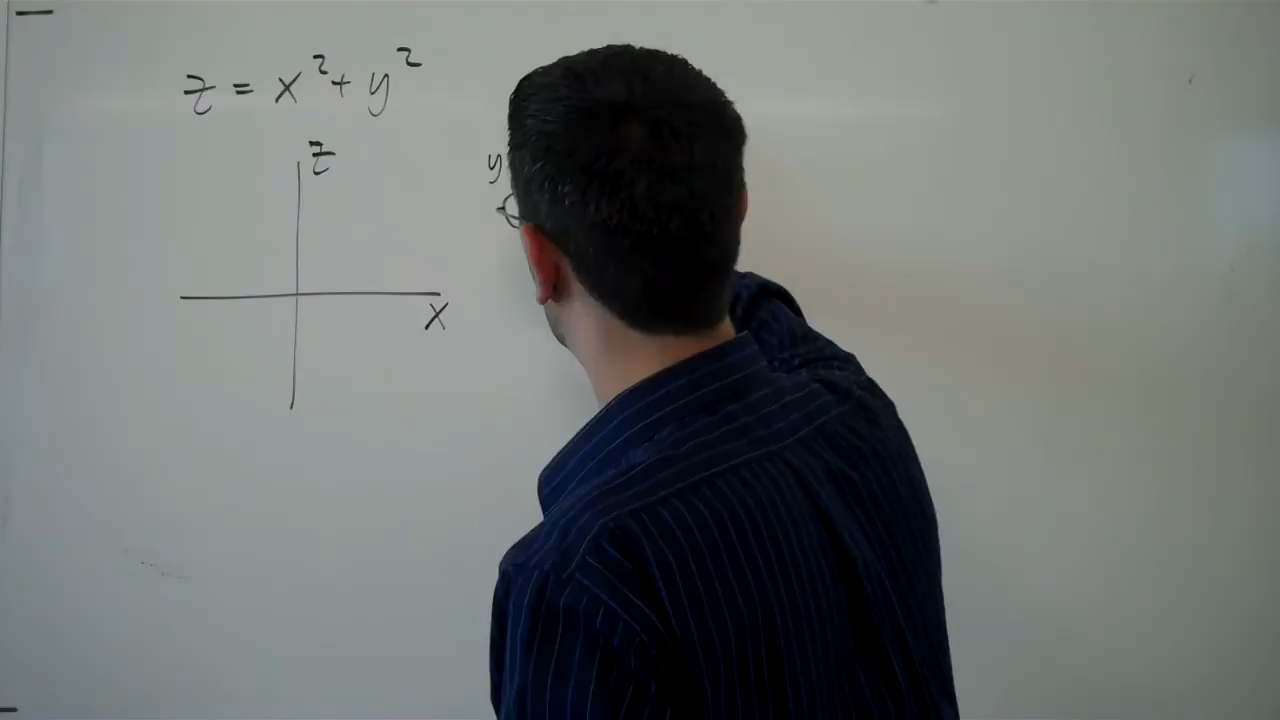 z = x² + y²
z
y
x